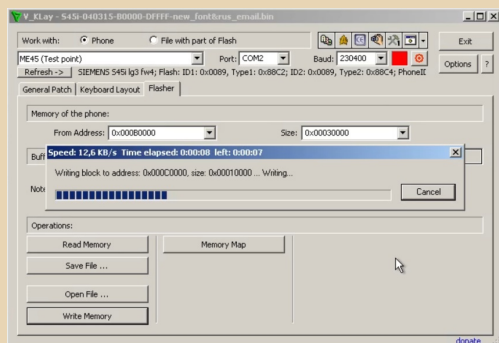 V_KLay - S45i-040315-B0000-DFFFF-new_font&rus_email.bin
Work with: Phone File with part of Flash Exit
ME45 (Test point) Port: COM2 Baud: 230400 Options ?
Refresh -> SIEMENS S45i lg3 fw4; Flash: ID1: 0x0089, Type1: 0x88C2; ID2: 0x0089, Type2: 0x88C4; PhoneII
General Patch Keyboard Layout Flasher
Memory of the phone:
From Address: 0x000B0000 Size: 0x00030000
Buff
Speed: 12,6 KB/s Time elapsed: 0:00:08 left: 0:00:07
Writing block to address: 0x000C0000, size: 0x00010000 ... Writing...
Note
Cancel
Operations:
Read Memory Memory Map
Save File ...
Open File ...
Write Memory
donate